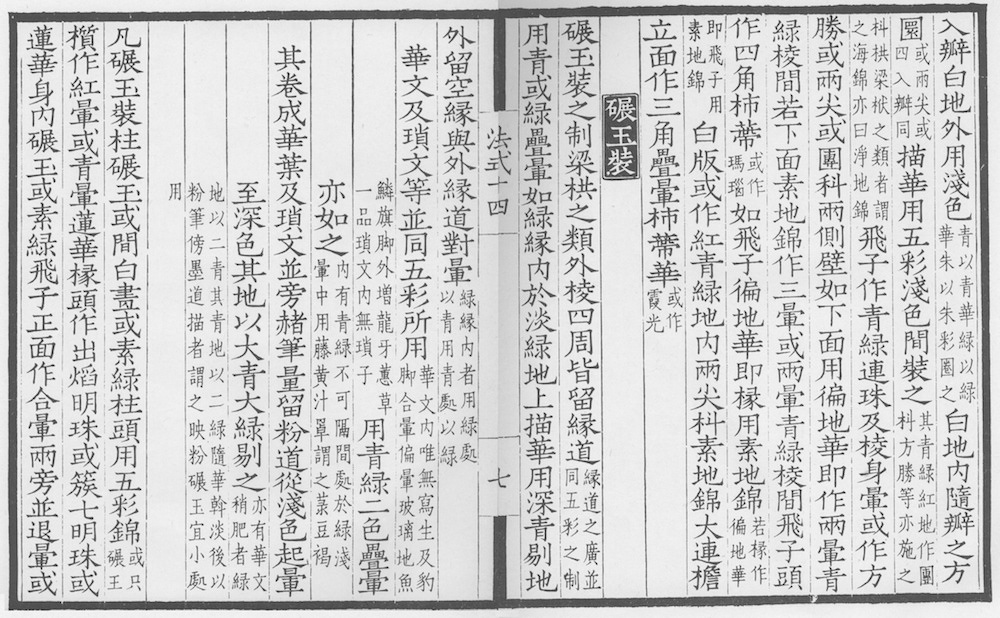 入瓣白地外用淺色青以青華綠以綠華朱以朱彩圈之白地內隨瓣之方
圜或兩尖或四入瓣同描華用五彩淺色間裝之其青綠紅地作團科方勝等亦施之
枓栱梁栿之類者謂之海錦亦曰淨地錦飛子作青綠連珠及棱身暈或作方
勝或兩尖或團科兩側壁如下面用徧地華即作兩暈青
綠棱間若下面素地錦作三暈或兩暈青綠棱間飛子頭
作四角柿蔕或作瑪瑙如飛子徧地華即椽用素地錦若椽作徧地華
即飛子用素地錦白版或作紅青綠地內兩尖科素地錦大連檐
立面作三角疊暈柿蔕華或作霞光
碾玉裝
碾玉裝之制梁栱之類外棱四周皆留緣道緣道之廣並同五彩之制
用青或綠疊暈如綠緣內於淡綠地上描華用深青剔地
法式十四 七
外留空緣與外緣道對暈綠緣內者用綠處以青用青處以綠
華文及瑣文等並同五彩所用華文內唯無寫生及豹脚合暈偏暈玻璃地魚
鱗旗脚外增龍牙蕙草一品瑣文內無瑣子用青綠二色疊暈
亦如之內有青綠不可隔間處於綠淺暈中用藤黃汁罩謂之菉豆褐
其卷成華葉及瑣文並旁赭筆量留粉道從淺色起暈
至深色其地以大青大綠剔之亦有華文稍肥者綠
地以二青其青地以二綠隨華斡淡後以粉筆傍墨道描者謂之映粉碾玉宜小處
用
凡碾玉裝柱碾玉或間白畫或素綠柱頭用五彩錦或只碾玉
櫍作紅暈或青暈蓮華椽頭作出焰明珠或簇七明珠或
蓮華身內碾玉或素綠飛子正面作合暈兩旁並退暈或